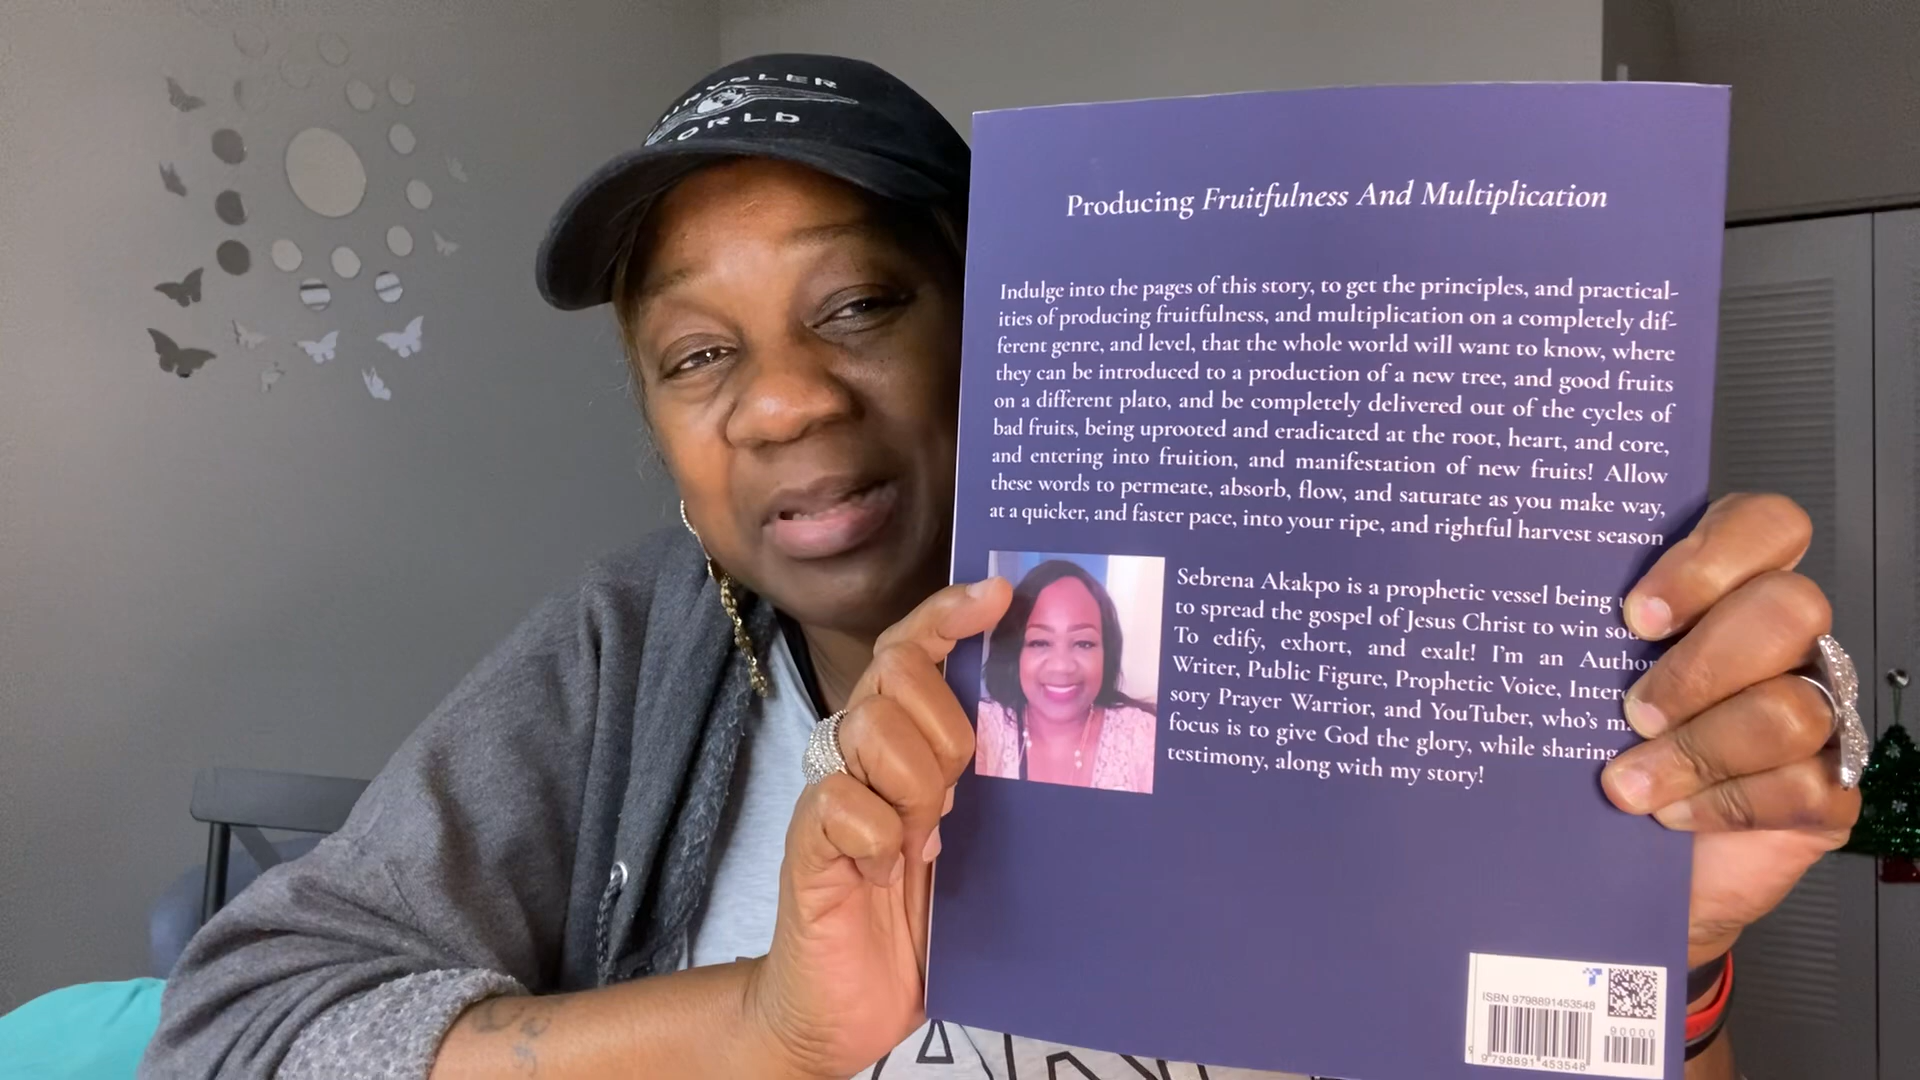 CHRYSLER
WORLD
Producing Fruitfulness And Multiplication
Indulge into the pages of this story, to get the principles, and practical-
ities of producing fruitfulness, and multiplication on a completely dif-
ferent genre, and level, that the whole world will want to know, where
they can be introduced to a production of a new tree, and good fruits
on a different plato, and be completely delivered out of the cycles of
bad fruits, being uprooted and eradicated at the root, heart, and core,
and entering into fruition, and manifestation of new fruits! Allow
these words to permeate, absorb, flow, and saturate as you make way,
at a quicker, and faster pace, into your ripe, and rightful harvest season
Sebrena Akakpo is a prophetic vessel being
to spread the gospel of Jesus Christ to win
To edify, exhort, and exalt! I'm an Author
Writer, Public Figure, Prophetic Voice,
sory Prayer Warrior, and YouTuber, who's
focus is to give God the glory, while sharing
testimony, along with my story!
ISBN 9798891453548
90000
9 798891 453548